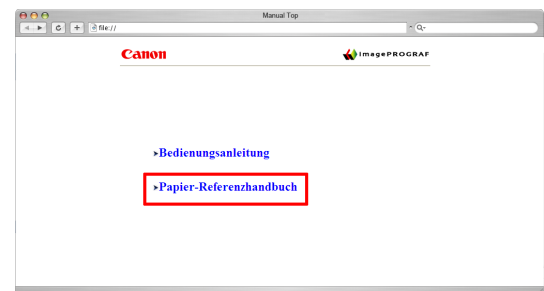 Manual Top
file://
Q-
Canon
imagePROGRAF
➤Bedienungsanleitung
➤Papier-Referenzhandbuch